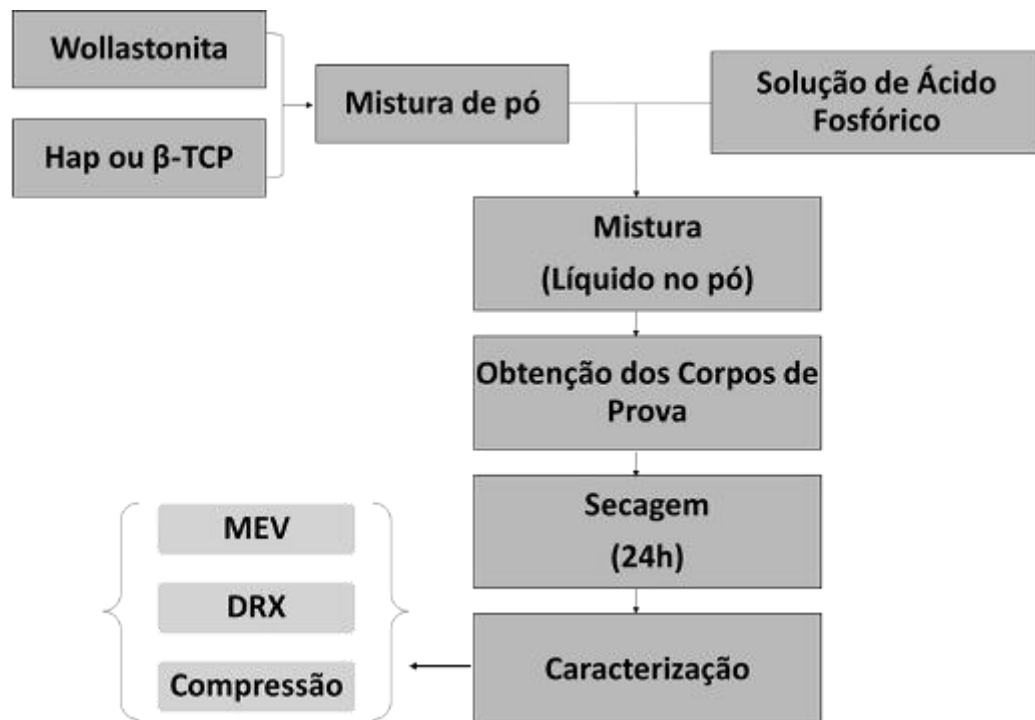 Wollastonita
Hap ou β-TCP
Mistura de pó
Solução de Ácido
Fosfórico
Mistura
(Líquido no pó)
Obtenção dos Corpos de
Prova
Secagem
(24h)
Caracterização
MEV
DRX
Compressão